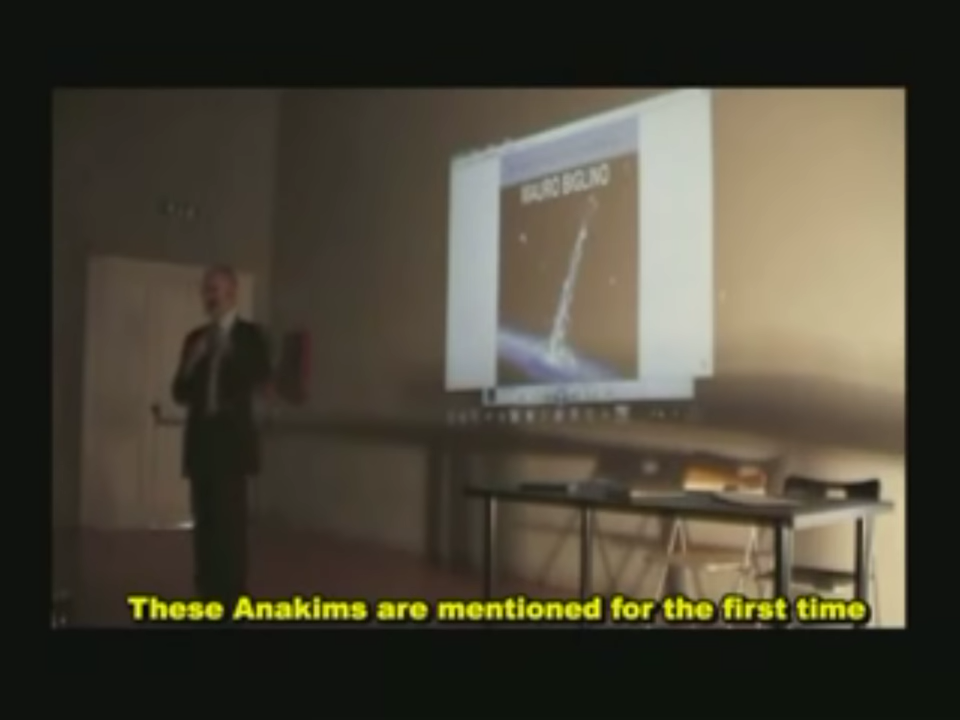 MAURO BIGLINO
These Anakims are mentioned for the first time